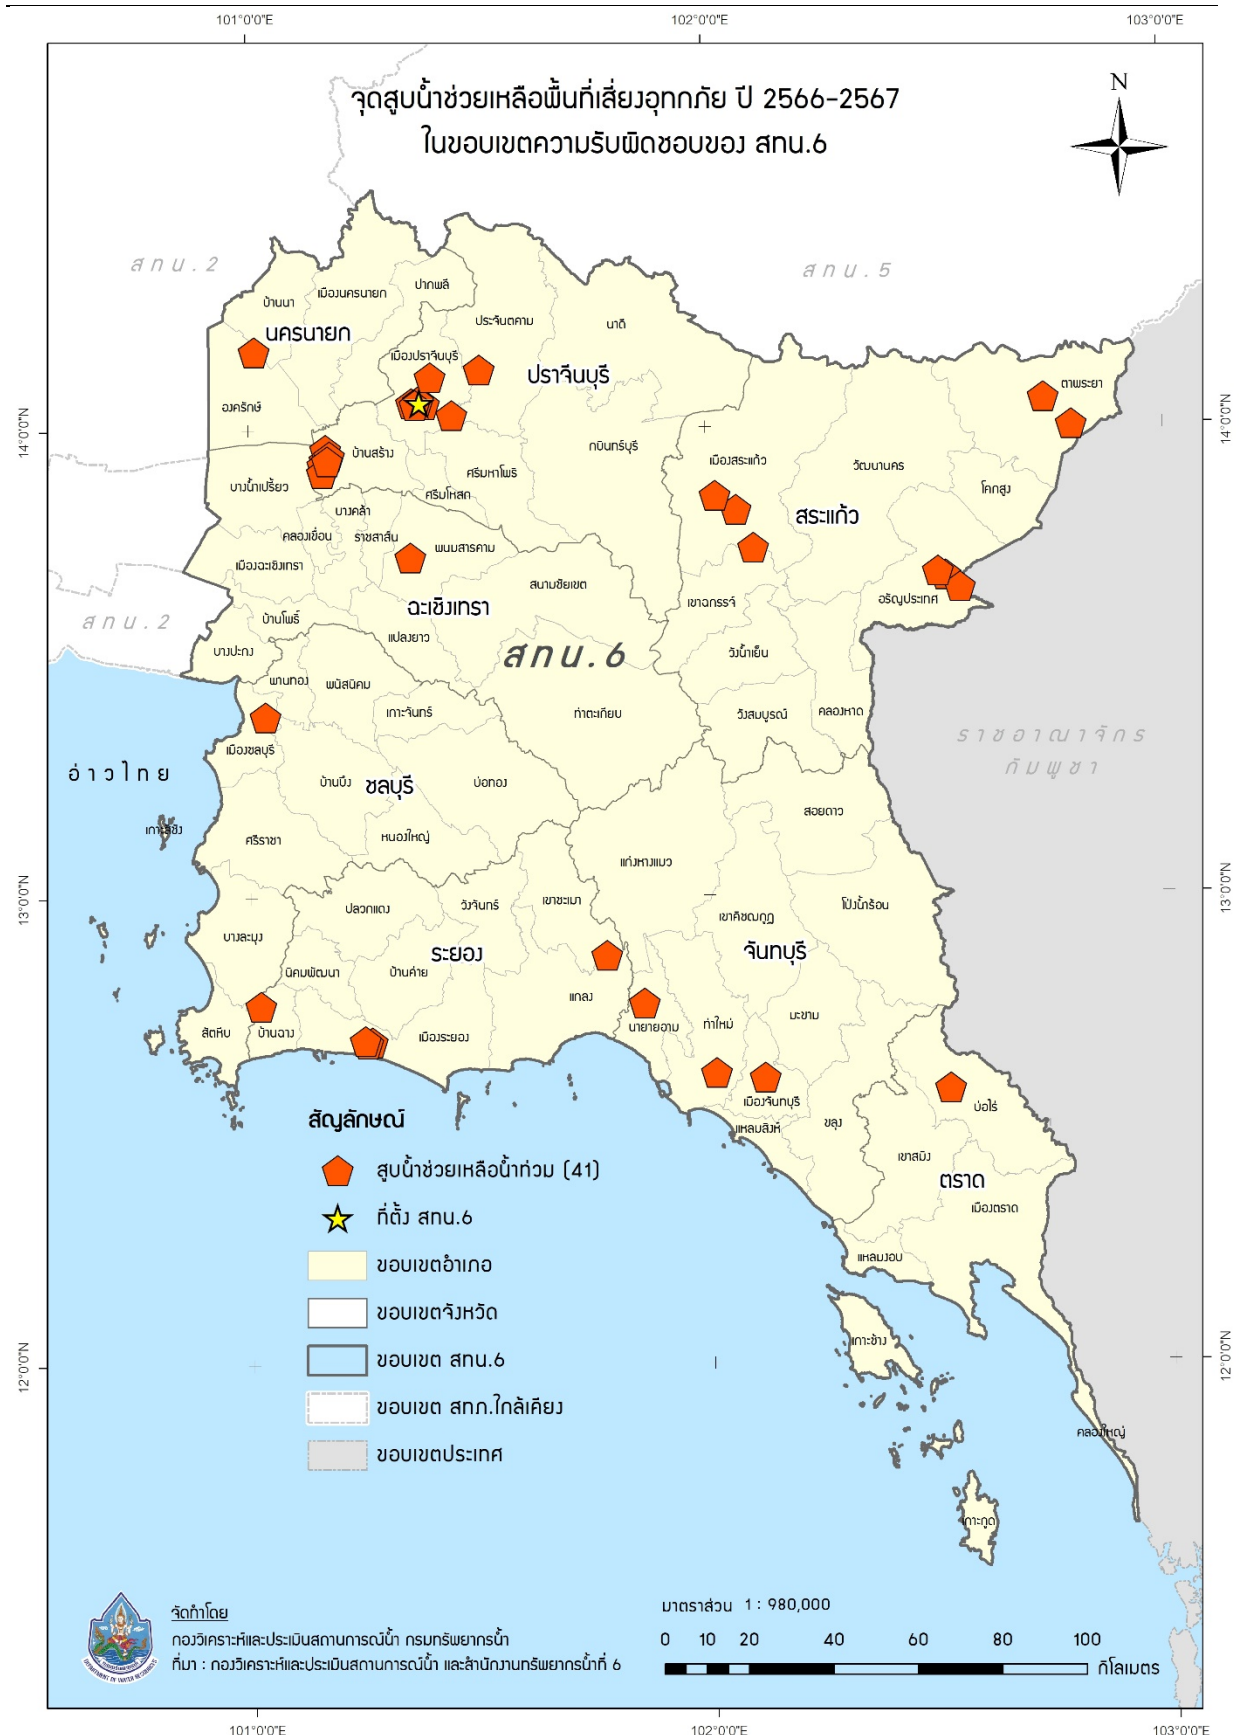 101°0'0"E 102°0'0"E 103°0'0"E
จุดสูบน้ำช่วยเหลือพื้นที่เสี่ยงอุทกภัย ปี 2566-2567
ในขอบเขตความรับผิดชอบของ สทน.6
N
สทน.2
สทน.5
ปากพลี
เมืองนครนายก
บ้านนา
ประจันตคาม
นาดี
นครนายก
เมืองปราจีนบุรี
ปราจีนบุรี
ตาพระยา
องครักษ์
14°0'0"N
14°0'0"N
กบินทร์บุรี
บ้านสร้าง
เมืองสระแก้ว
วัฒนานคร
ศรีมหาโพธิ
บางน้ำเปรี้ยว
ศรีมโหสถ
โคกสูง
บางคล้า
สระแก้ว
คลองเขื่อน
ราชสาส์น
พนมสารคาม
เมืองฉะเชิงเทรา
สนามชัยเขต
อรัญประเทศ
เขาฉกรรจ์
ฉะเชิงเทรา
บ้านโพธิ์
สทน.2
แปลงยาว
บางปะกง
สทน.6
วังน้ำเย็น
พานทอง
พนัสนิคม
เกาะจันทร์
ท่าตะเกียบ
วังสมบูรณ์
คลองหาด
เมืองชลบุรี
ราชอาณาจักร
กัมพูชา
อ่าวไทย
บ้านบึง
ชลบุรี
บ่อทอง
สอยดาว
เกาะสีชัง
ศรีราชา
หนองใหญ่
แก่งหางแมว
13°0'0"N
13°0'0"N
ปลวกแดง
วังจันทร์
เขาชะเมา
โป่งน้ำร้อน
เขาคิชฌกูฏ
บางละมุง
ระยอง
จันทบุรี
นิคมพัฒนา
บ้านค่าย
แกลง
มะขาม
สัตหีบ
บ้านฉาง
เมืองระยอง
นายายอาม
ท่าใหม่
เมืองจันทบุรี
บ่อไร่
สัญลักษณ์
แหลมสิงห์
ขลุง
เขาสมิง
สูบน้ำช่วยเหลือน้ำท่วม (41)
ตราด
เมืองตราด
ที่ตั้ง สทน.6
แหลมงอบ
ขอบเขตอำเภอ
ขอบเขตจังหวัด
เกาะช้าง
ขอบเขต สทน.6
12°0'0"N
12°0'0"N
ขอบเขต สทภ.ใกล้เคียง
คลองใหญ่
ขอบเขตประเทศ
เกาะกูด
จัดทำโดย
กองวิเคราะห์และประเมินสถานการณ์น้ำ กรมทรัพยากรน้ำ
ที่มา : กองวิเคราะห์และประเมินสถานการณ์น้ำ และสำนักงานทรัพยากรน้ำที่ 6
DEPARTMENT OF WATER RESOURCES
มาตราส่วน 1 : 980,000
0 10 20 40 60 80 100
กิโลเมตร
101°0'0"E 102°0'0"E 103°0'0"E